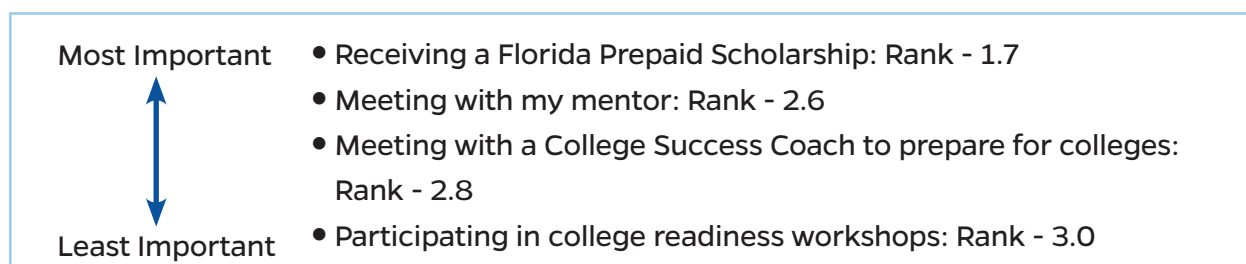 Most Important
• Receiving a Florida Prepaid Scholarship: Rank - 1.7
• Meeting with my mentor: Rank - 2.6
• Meeting with a College Success Coach to prepare for colleges:
Rank - 2.8
Least Important
• Participating in college readiness workshops: Rank - 3.0